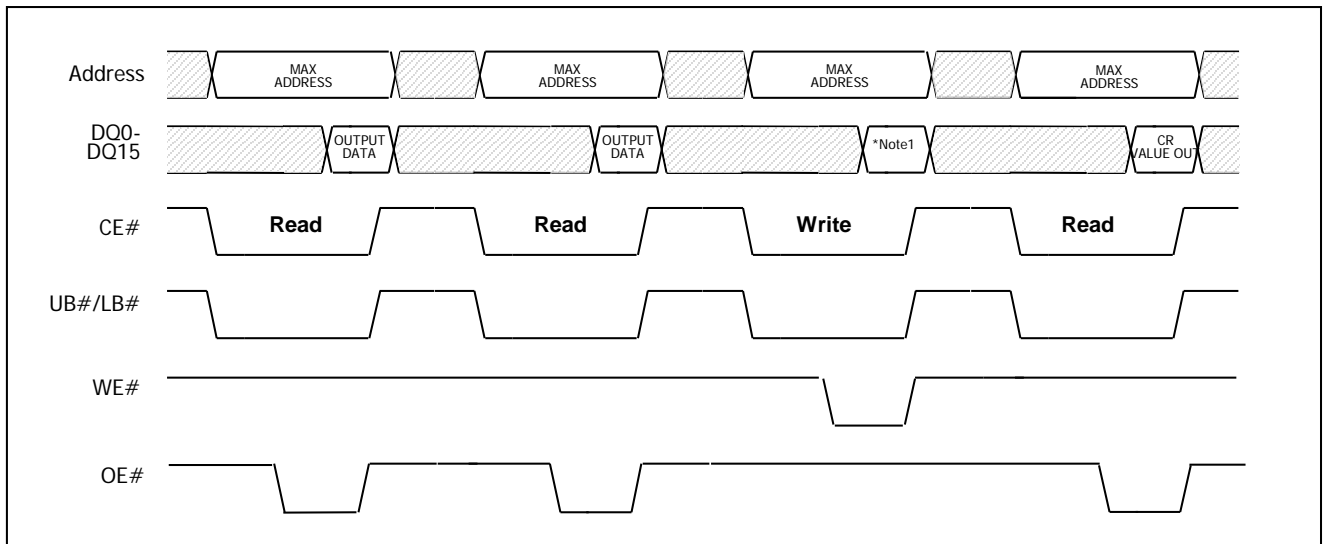 Address
MAX
ADDRESS
MAX
ADDRESS
MAX
ADDRESS
MAX
ADDRESS
DQ0-
DQ15
OUTPUT
DATA
OUTPUT
DATA
*Note1
CR
VALUE OUT
CE#
Read
Read
Write
Read
UB#/LB#
WE#
OE#